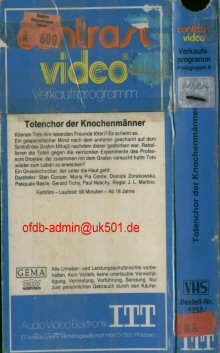 contrast
video
Verkaufsprogramm
Totenchor der Knochenmänner
Können Tote ihre lebenden Freunde töten? Es scheint so.
Ein gespenstischer Mord nach dem anderen geschieht auf dem
Schloß des Grafen Mihajli nachdem dieser gestorben war. Rebel-
lieren die Toten gegen die verrückten Experimente des Profes-
sors Droyiaw, der zusammen mit dem Grafen versucht hatte Tote
wieder zum Leben zu erwecken?
Ein Gruselschocker, der unter die Haut geht.
Darsteller: Stan Cooper, Maria Pia Conte, Dianick Zurakowska,
Pasquale Basile, Gerard Tichy, Paul Naschy. Regie: J. L. Merino.
Farbfilm - Laufzeit: 90 Minuten - Ab 18 Jahre
ofdb-admin@uk501.de
GEMA
Alle Urheber- und Leistungsschutzrechte vorbe-
halten. Kein Verleih, keine unerlaubte Vervielfäl-
tigung, Vermietung, Vorführung, Sendung. Nur
zum persönlichen Gebrauch durch den Käufer.
Audio Video Elektronik
ITT
contrast
video
Verkaufs-
programm
Preisgruppe A
Totenchor der Knochenmänner
VHS
Bestell-Nr.
ITT